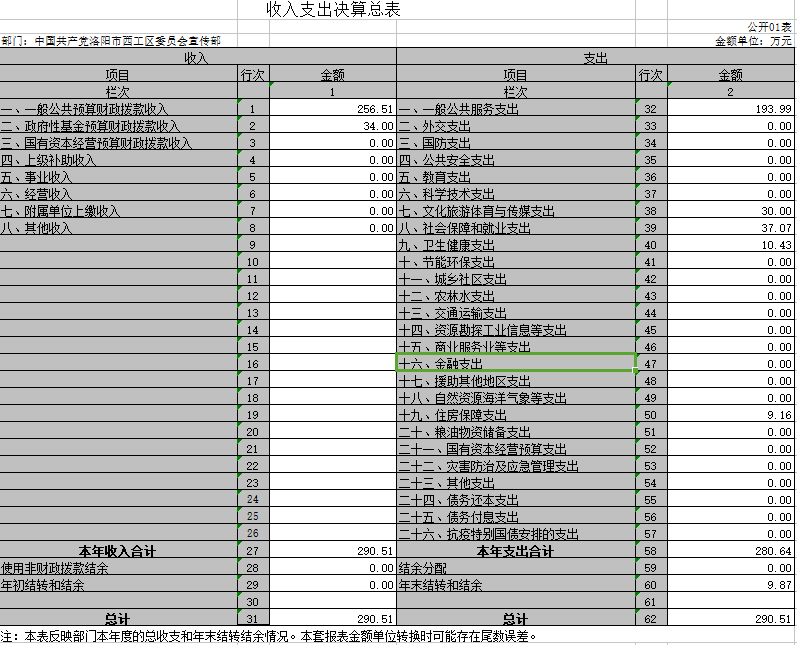 收入支出决算总表
公开01表
部门：中国共产党洛阳市西工区委员会宣传部 金额单位：万元
收入 支出
项目 行次 金额 项目 行次 金额
栏次 1 栏次 2
一、一般公共预算财政拨款收入 1 256.51 一、一般公共服务支出 32 193.99
二、政府性基金预算财政拨款收入 2 34.00 二、外交支出 33 0.00
三、国有资本经营预算财政拨款收入 3 0.00 三、国防支出 34 0.00
四、上级补助收入 4 0.00 四、公共安全支出 35 0.00
五、事业收入 5 0.00 五、教育支出 36 0.00
六、经营收入 6 0.00 六、科学技术支出 37 0.00
七、附属单位上缴收入 7 0.00 七、文化旅游体育与传媒支出 38 30.00
八、其他收入 8 0.00 八、社会保障和就业支出 39 37.07
9 九、卫生健康支出 40 10.43
10 十、节能环保支出 41 0.00
11 十一、城乡社区支出 42 0.00
12 十二、农林水支出 43 0.00
13 十三、交通运输支出 44 0.00
14 十四、资源勘探工业信息等支出 45 0.00
15 十五、商业服务业等支出 46 0.00
16 十六、金融支出 47 0.00
17 十七、援助其他地区支出 48 0.00
18 十八、自然资源海洋气象等支出 49 0.00
19 十九、住房保障支出 50 9.16
20 二十、粮油物资储备支出 51 0.00
21 二十一、国有资本经营预算支出 52 0.00
22 二十二、灾害防治及应急管理支出 53 0.00
23 二十三、其他支出 54 0.00
24 二十四、债务还本支出 55 0.00
25 二十五、债务付息支出 56 0.00
26 二十六、抗疫特别国债安排的支出 57 0.00
本年收入合计 27 290.51 本年支出合计 58 280.64
使用非财政拨款结余 28 0.00 结余分配 59 0.00
年初结转和结余 29 0.00 年末结转和结余 60 9.87
30 61
总计 31 290.51 总计 62 290.51
注：本表反映部门本年度的总收支和年末结转结余情况。本套报表金额单位转换时可能存在尾数误差。